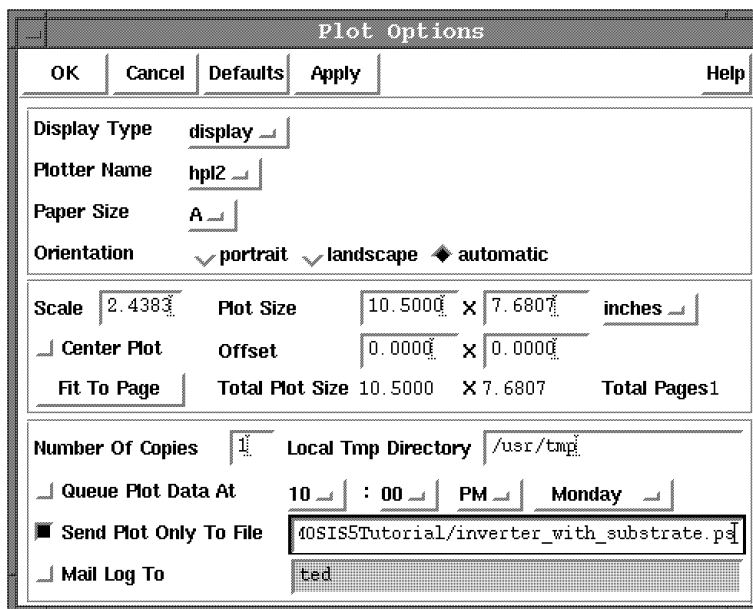 Plot Options
OK Cancel Defaults Apply Help
Display Type display
Plotter Name hpl2
Paper Size A
Orientation portrait landscape automatic
Scale 2.4383 Plot Size 10.5000 X 7.6807 inches
Center Plot Offset 0.0000 X 0.0000
Fit To Page Total Plot Size 10.5000 X 7.6807 Total Pages1
Number Of Copies 1 Local Tmp Directory /usr/tmp
Queue Plot Data At 10 : 00 PM Monday
Send Plot Only To File MOSIS5Tutorial/inverter_with_substrate.ps
Mail Log To ted